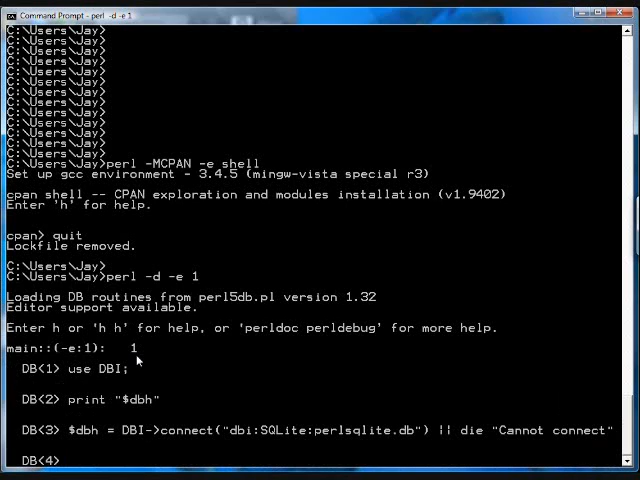 Command Prompt - perl -d -e 1
C:\Users\Jay>
C:\Users\Jay>
C:\Users\Jay>
C:\Users\Jay>
C:\Users\Jay>
C:\Users\Jay>
C:\Users\Jay>
C:\Users\Jay>
C:\Users\Jay>
C:\Users\Jay>
C:\Users\Jay>
C:\Users\Jay>
C:\Users\Jay>
C:\Users\Jay>perl -MCPAN -e shell
Set up gcc environment - 3.4.5 (mingw-vista special r3)
cpan shell -- CPAN exploration and modules installation (v1.9402)
Enter 'h' for help.
cpan> quit
Lockfile removed.
C:\Users\Jay>
C:\Users\Jay>perl -d -e 1
Loading DB routines from perl5db.pl version 1.32
Editor support available.
Enter h or `h h' for help, or `perldoc perldebug' for more help.
main::(-e:1):   1
DB<1> use DBI;
DB<2> print "$dbh"
DB<3> $dbh = DBI->connect("dbi:SQLite:perlsqlite.db") || die "Cannot connect"
DB<4>